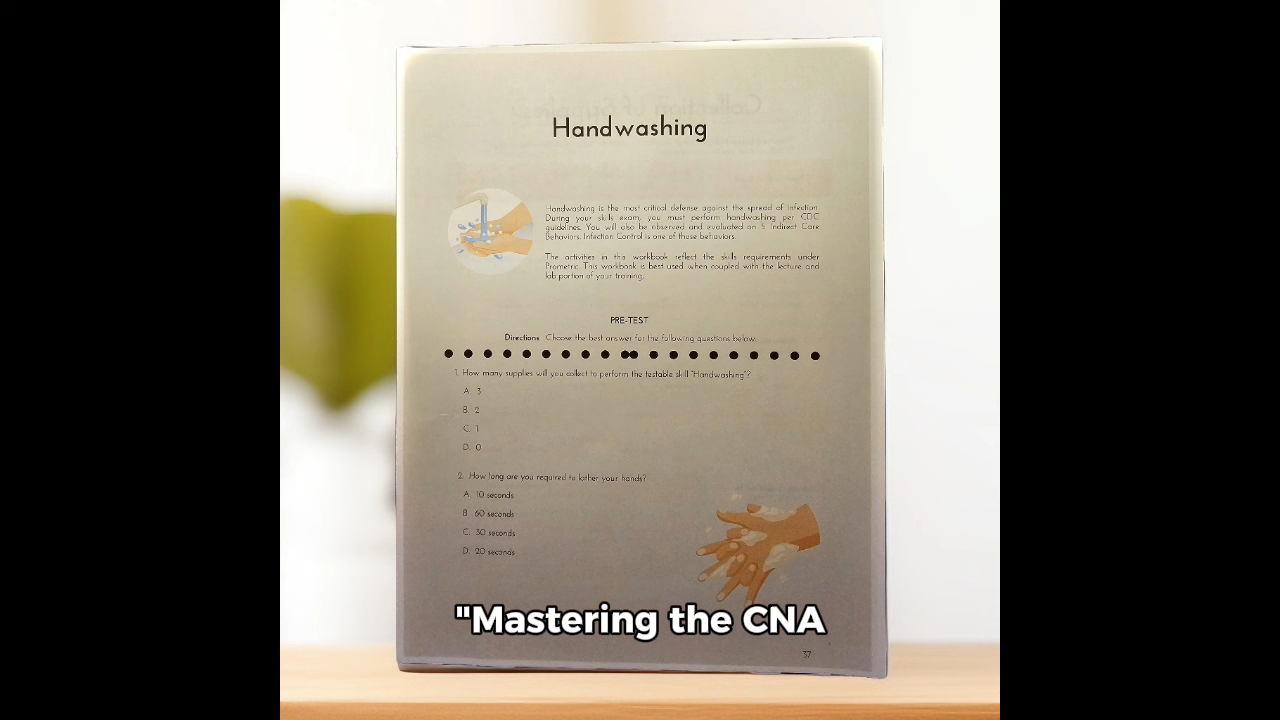 Handwashing
Handwashing is the most critical defense against the spread of infection.
During your skills exam, you must perform handwashing per CDC
guidelines. You will also be observed and evaluated on 5 Indirect Care
Behaviors. Infection Control is one of those behaviors.
The activities in this workbook reflect the skills requirements under
Prometric. This workbook is best used when coupled with the lecture and
lab portion of your training.
PRE-TEST
Directions Choose the best answer for the following questions below.
1. How many supplies will you collect to perform the testable skill "Handwashing"?
A. 3
B. 2
C. 1
D. 0
2. How long are you required to lather your hands?
A. 10 seconds
B. 60 seconds
C. 30 seconds
D. 20 seconds
"Mastering the CNA
37